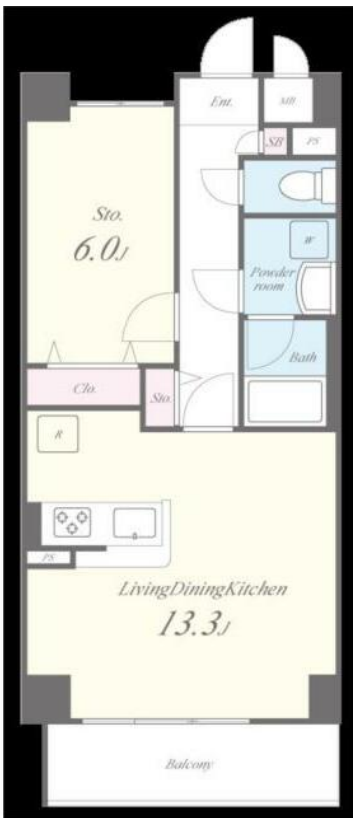 Ent.
MB
SB
PS
Sto.
6.0J
W
Powder
room
Bath
Clo.
Sto.
R
PS
LivingDiningKitchen
13.3J
Balcony